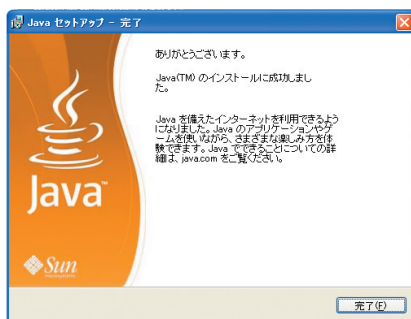 Java セットアップ - 完了
ありがとうございます。
Java(TM) のインストールに成功しまし
た。
Java を備えたインターネットを利用できるよう
になりました。Java のアプリケーションやゲ
ームを使いながら、さまざまな楽しみ方を体
験できます。Java でできることについての詳
細は、java.com をご覧ください。
Java
Sun
完了(F)